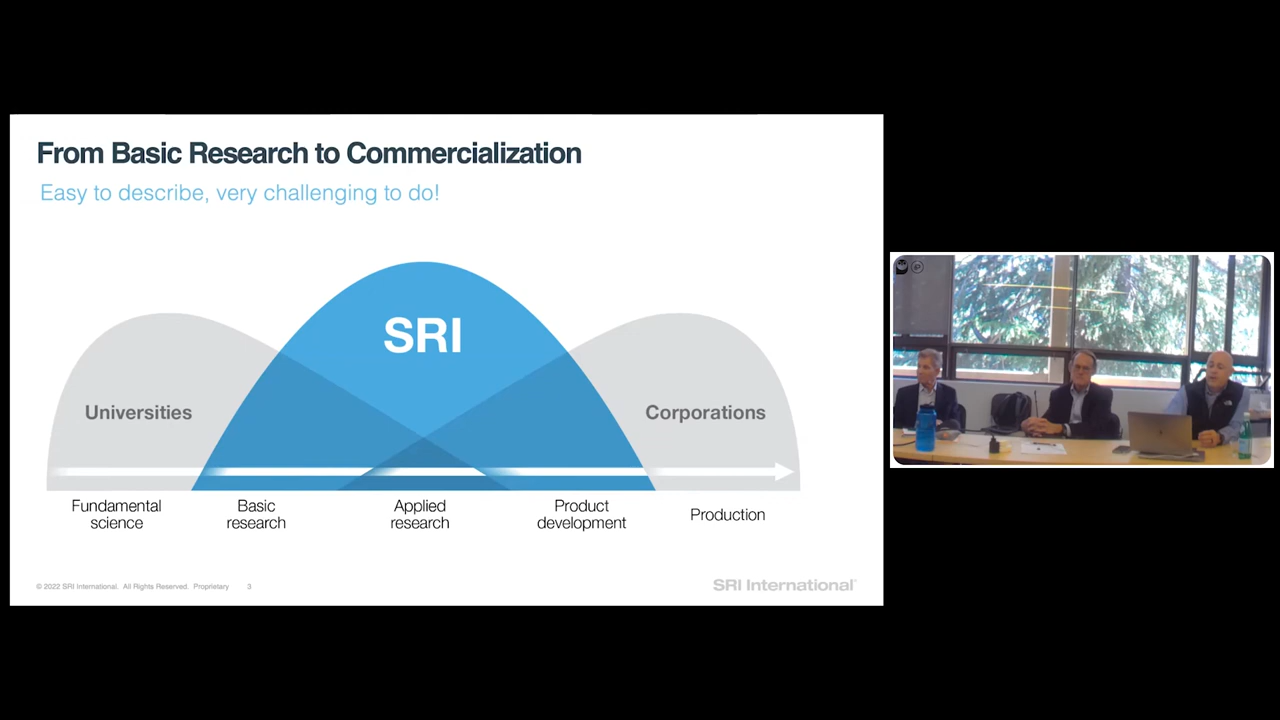 From Basic Research to Commercialization
Easy to describe, very challenging to do!
SRI
Universities
Corporations
Fundamental
science
Basic
research
Applied
research
Product
development
Production
© 2022 SRI International. All Rights Reserved. Proprietary 3
SRI International